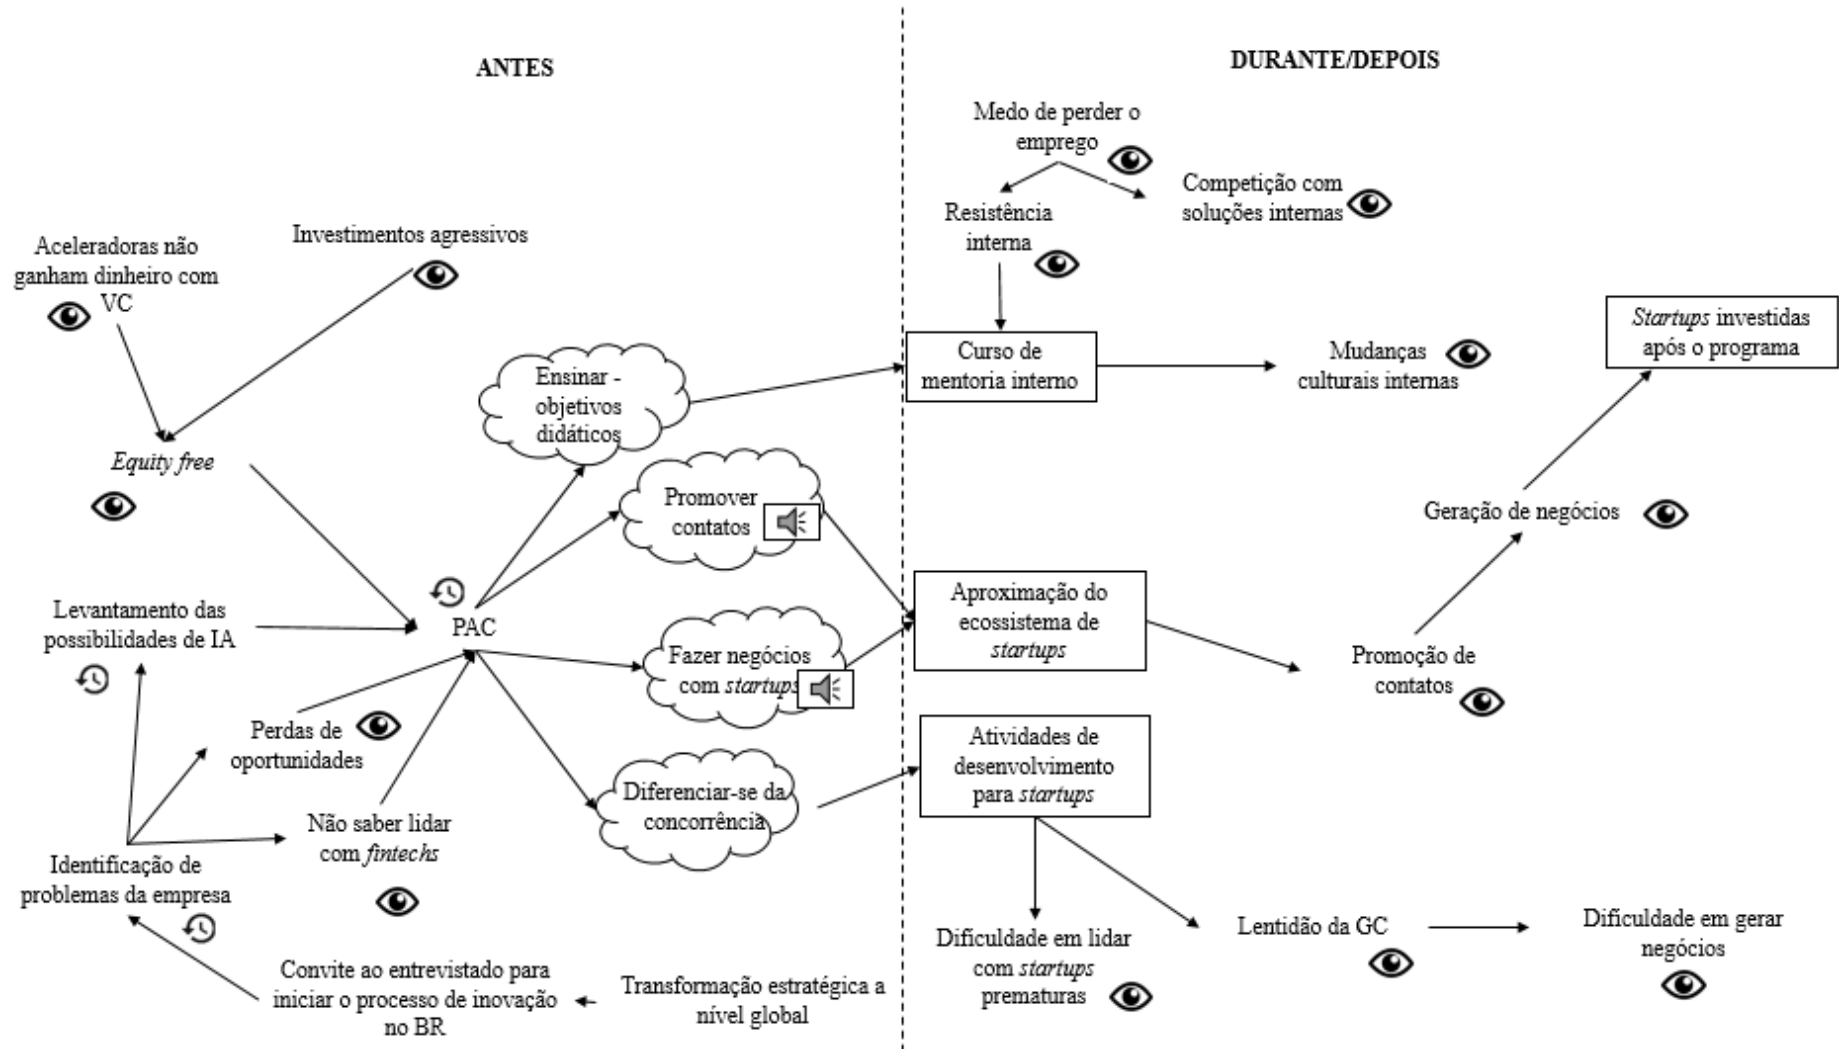 ANTES
DURANTE/DEPOIS
Medo de perder o
emprego
Competição com
soluções internas
Resistência
interna
Aceleradoras não
ganham dinheiro com
VC
Investimentos agressivos
Startups investidas
após o programa
Curso de
mentoria interno
Mudanças
culturais internas
Ensinar -
objetivos
didáticos
Equity free
Promover
contatos
Geração de negócios
Levantamento das
possibilidades de IA
PAC
Aproximação do
ecossistema de
startups
Fazer negócios
com startups
Promoção de
contatos
Perdas de
oportunidades
Atividades de
desenvolvimento
para startups
Diferenciar-se da
concorrência
Não saber lidar
com fintechs
Identificação de
problemas da empresa
Dificuldade em lidar
com startups
prematuras
Lentidão da GC
Dificuldade em gerar
negócios
Convite ao entrevistado para
iniciar o processo de inovação
no BR
Transformação estratégica a
nível global